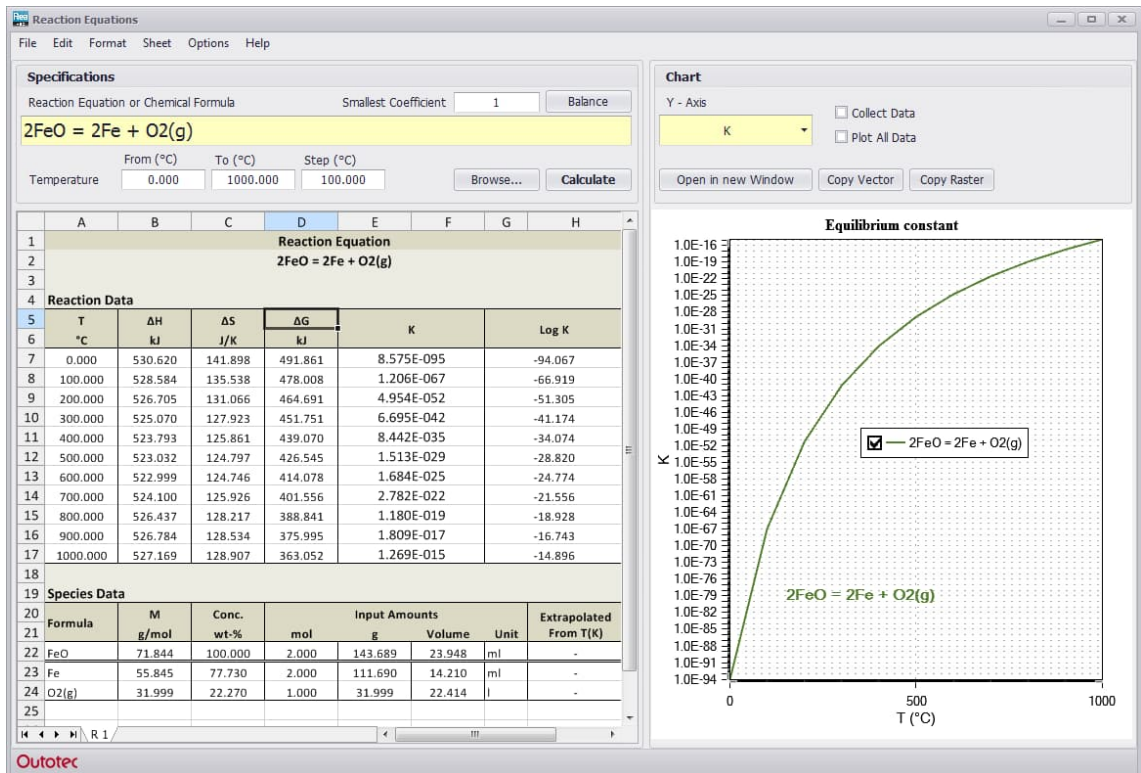 Reaction Equations
File Edit Format Sheet Options Help
Specifications
Reaction Equation or Chemical Formula Smallest Coefficient 1 Balance
2FeO = 2Fe + O2(g)
From (°C) To (°C) Step (°C)
Temperature 0.000 1000.000 100.000 Browse... Calculate
A B C D E F G H
1 Reaction Equation
2 2FeO = 2Fe + O2(g)
3
4 Reaction Data
5 T ΔH ΔS ΔG K Log K
6 °C kJ J/K kJ
7 0.000 530.620 141.898 491.861 8.575E-095 -94.067
8 100.000 528.584 135.538 478.008 1.206E-067 -66.919
9 200.000 526.705 131.066 464.691 4.954E-052 -51.305
10 300.000 525.070 127.923 451.751 6.695E-042 -41.174
11 400.000 523.793 125.861 439.070 8.442E-035 -34.074
12 500.000 523.032 124.797 426.545 1.513E-029 -28.820
13 600.000 522.999 124.746 414.078 1.684E-025 -24.774
14 700.000 524.100 125.926 401.556 2.782E-022 -21.556
15 800.000 526.437 128.217 388.841 1.180E-019 -18.928
16 900.000 526.784 128.534 375.995 1.809E-017 -16.743
17 1000.000 527.169 128.907 363.052 1.269E-015 -14.896
18
19 Species Data
20 Formula M Conc. Input Amounts Extrapolated
21 g/mol wt-% mol g Volume Unit From T(K)
22 FeO 71.844 100.000 2.000 143.689 23.948 ml -
23 Fe 55.845 77.730 2.000 111.690 14.210 ml -
24 O2(g) 31.999 22.270 1.000 31.999 22.414 l -
25
R 1
Outotec
Chart
Y - Axis
K
Collect Data
Plot All Data
Open in new Window Copy Vector Copy Raster
Equilibrium constant
1.0E-16
1.0E-19
1.0E-22
1.0E-25
1.0E-28
1.0E-31
1.0E-34
1.0E-37
1.0E-40
1.0E-43
1.0E-46
1.0E-49
1.0E-52
1.0E-55
1.0E-58
1.0E-61
1.0E-64
1.0E-67
1.0E-70
1.0E-73
1.0E-76
1.0E-79
1.0E-82
1.0E-85
1.0E-88
1.0E-91
1.0E-94
K
2FeO = 2Fe + O2(g)
2FeO = 2Fe + O2(g)
0 500 1000
T (°C)